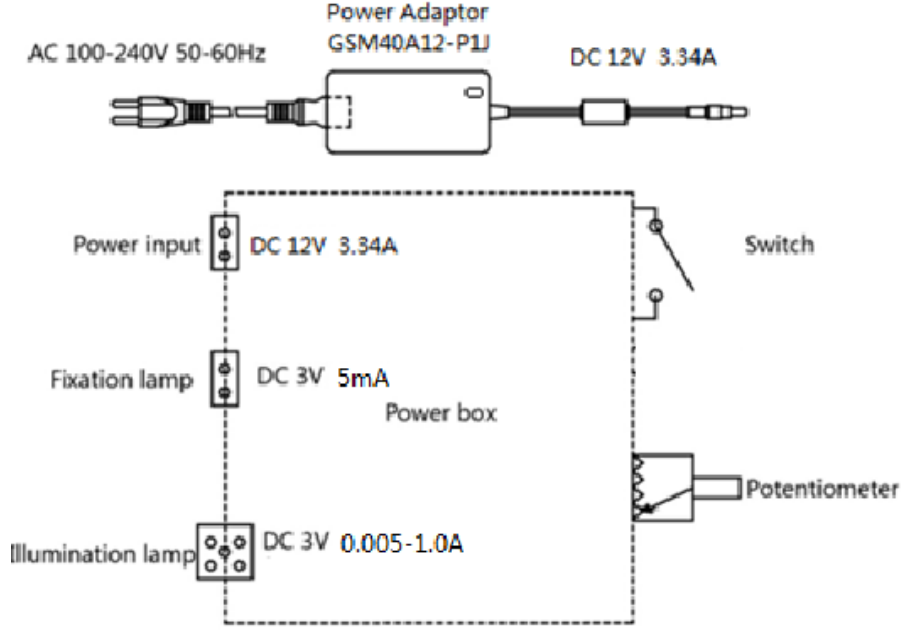 Power Adaptor
GSM40A12-P1J
AC 100-240V 50-60Hz
DC 12V 3.34A
Power input
DC 12V 3.34A
Switch
Fixation lamp
DC 3V 5mA
Power box
Potentiometer
Illumination lamp
DC 3V 0.005-1.0A